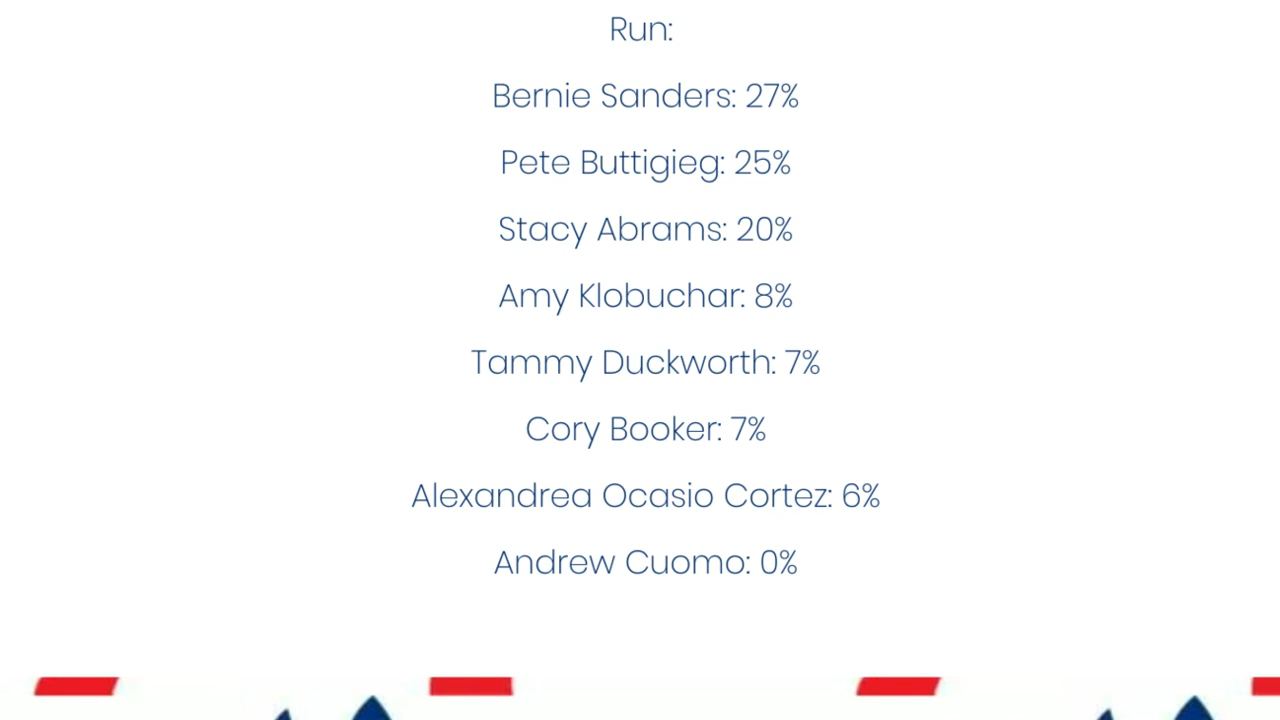 Run:
Bernie Sanders: 27%
Pete Buttigieg: 25%
Stacy Abrams: 20%
Amy Klobuchar: 8%
Tammy Duckworth: 7%
Cory Booker: 7%
Alexandrea Ocasio Cortez: 6%
Andrew Cuomo: 0%